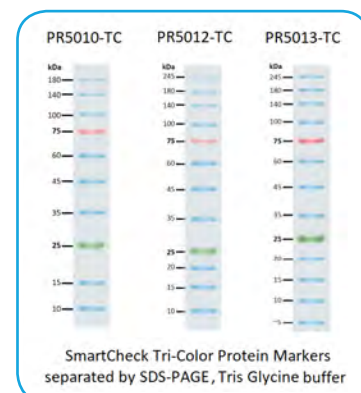 PR5010-TC PR5012-TC PR5013-TC
kDa kDa kDa
180 245 245
140 180 180
100 140 140
75 100 100
60 75 75
45 60 60
35 45 45
25 35 35
15 25 25
10 20 20
15 15
10 10
~5
SmartCheck Tri-Color Protein Markers
separated by SDS-PAGE, Tris Glycine buffer